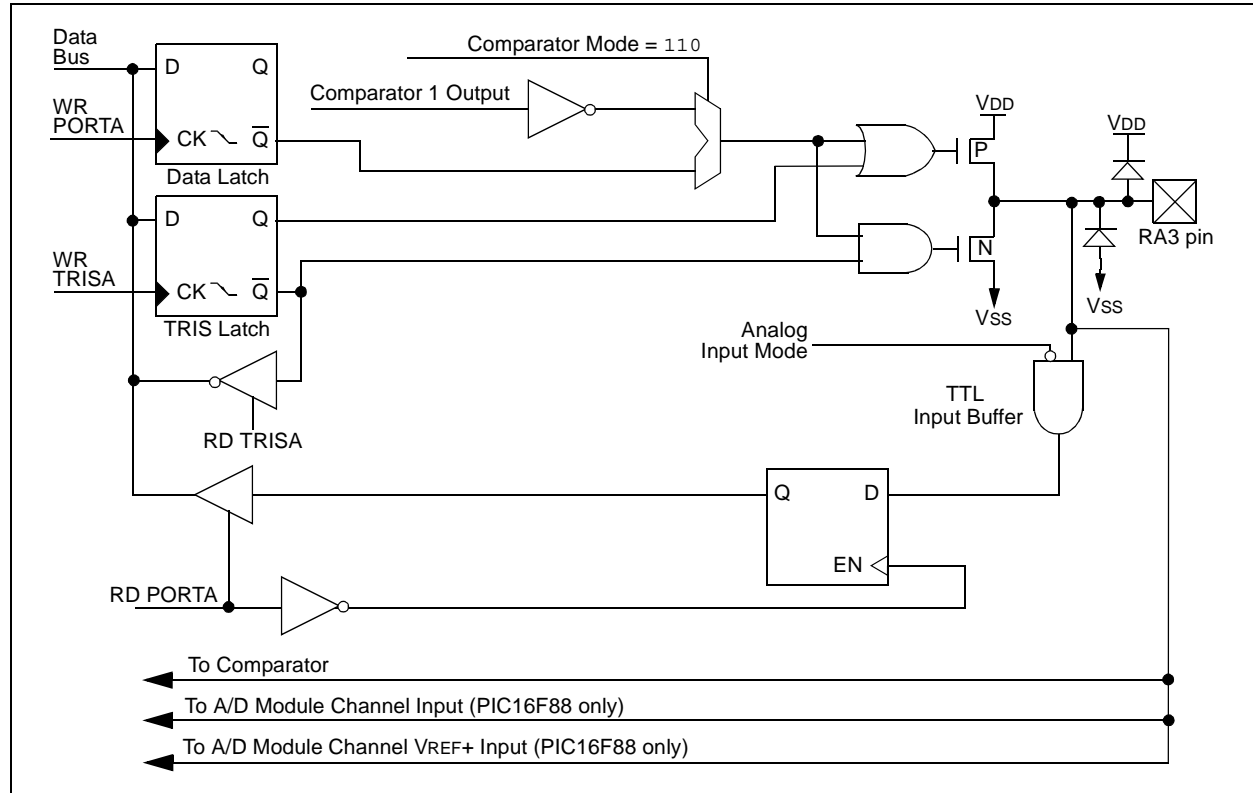 Data
Bus
D
Q
Comparator Mode = 110
Comparator 1 Output
WR
PORTA
CK
Q
Data Latch
VDD
P
VDD
RA3 pin
D
Q
N
WR
TRISA
CK
Q
TRIS Latch
VSS
VSS
Analog
Input Mode
TTL
Input Buffer
RD TRISA
Q
D
EN
RD PORTA
To Comparator
To A/D Module Channel Input (PIC16F88 only)
To A/D Module Channel VREF+ Input (PIC16F88 only)